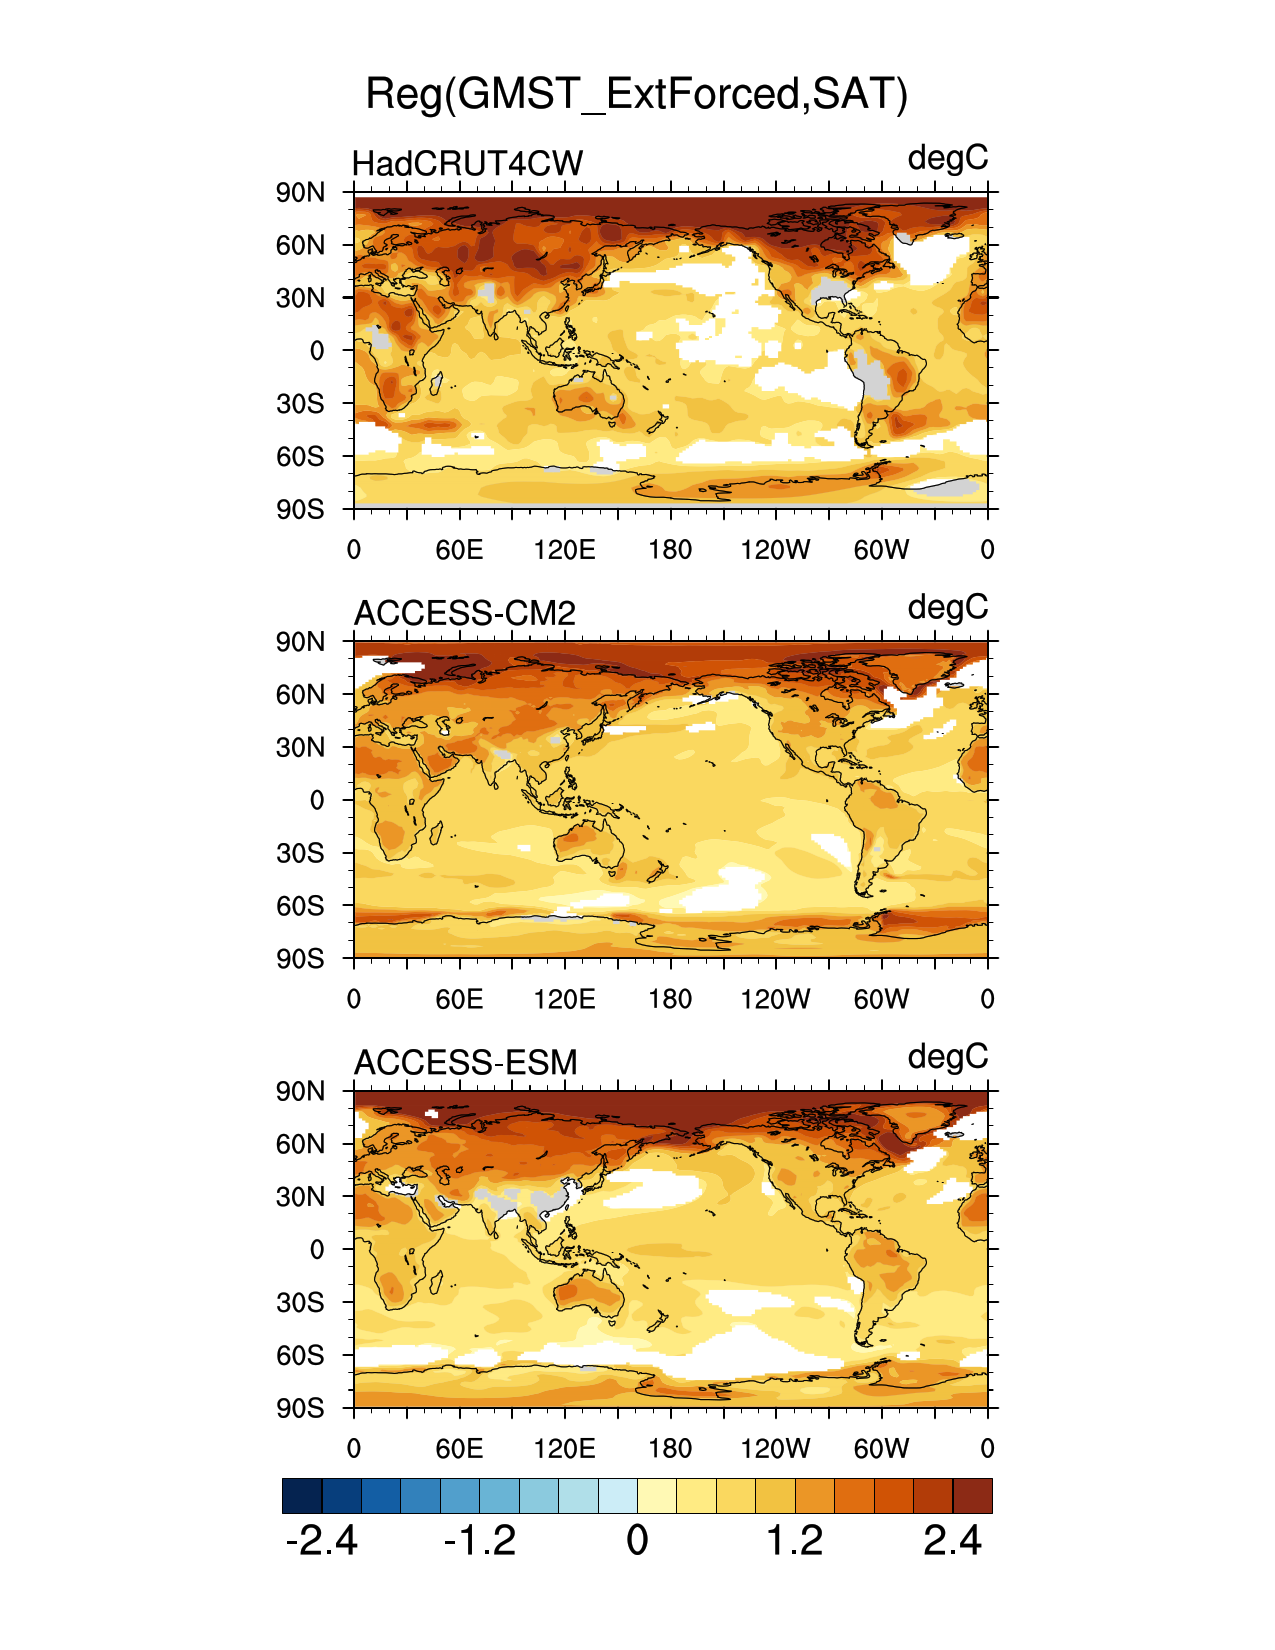 Reg(GMST_ExtForced,SAT)
HadCRUT4CW degC
90N
60N
30N
0
30S
60S
90S
0 60E 120E 180 120W 60W 0
ACCESS-CM2 degC
90N
60N
30N
0
30S
60S
90S
0 60E 120E 180 120W 60W 0
ACCESS-ESM degC
90N
60N
30N
0
30S
60S
90S
0 60E 120E 180 120W 60W 0
-2.4 -1.2 0 1.2 2.4